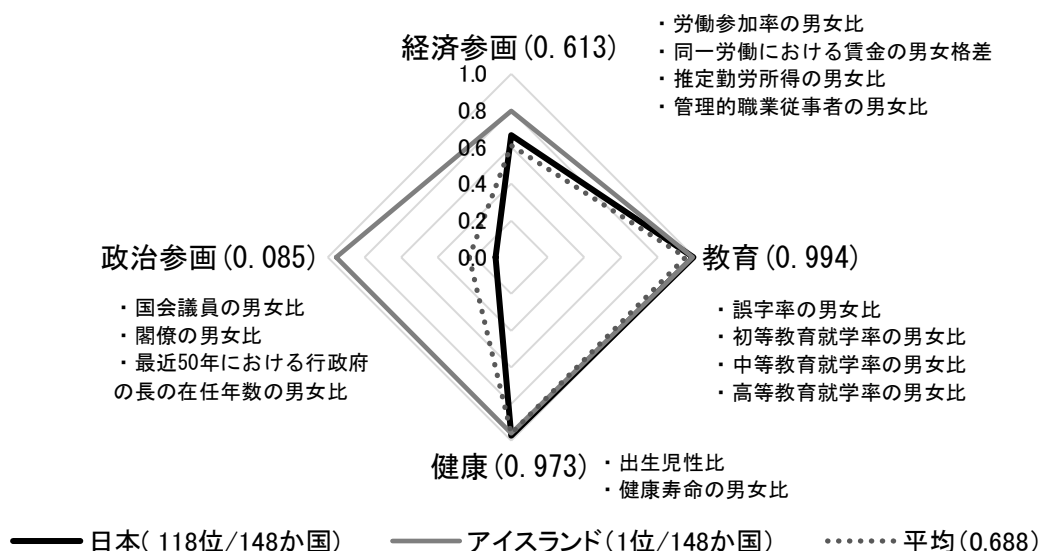 ・労働参加率の男女比
経済参画(0.613)
・同一労働における賃金の男女格差
・推定勤労所得の男女比
・管理的職業従事者の男女比
1.0
0.8
0.6
0.4
0.2
0.0
政治参画(0.085)
・国会議員の男女比
・閣僚の男女比
・最近50年における行政府
の長の在任年数の男女比
教育(0.994)
・誤字率の男女比
・初等教育就学率の男女比
・中等教育就学率の男女比
・高等教育就学率の男女比
健康(0.973)
・出生児性比
・健康寿命の男女比
日本( 118位/148か国)
アイスランド(1位/148か国)
平均(0.688)